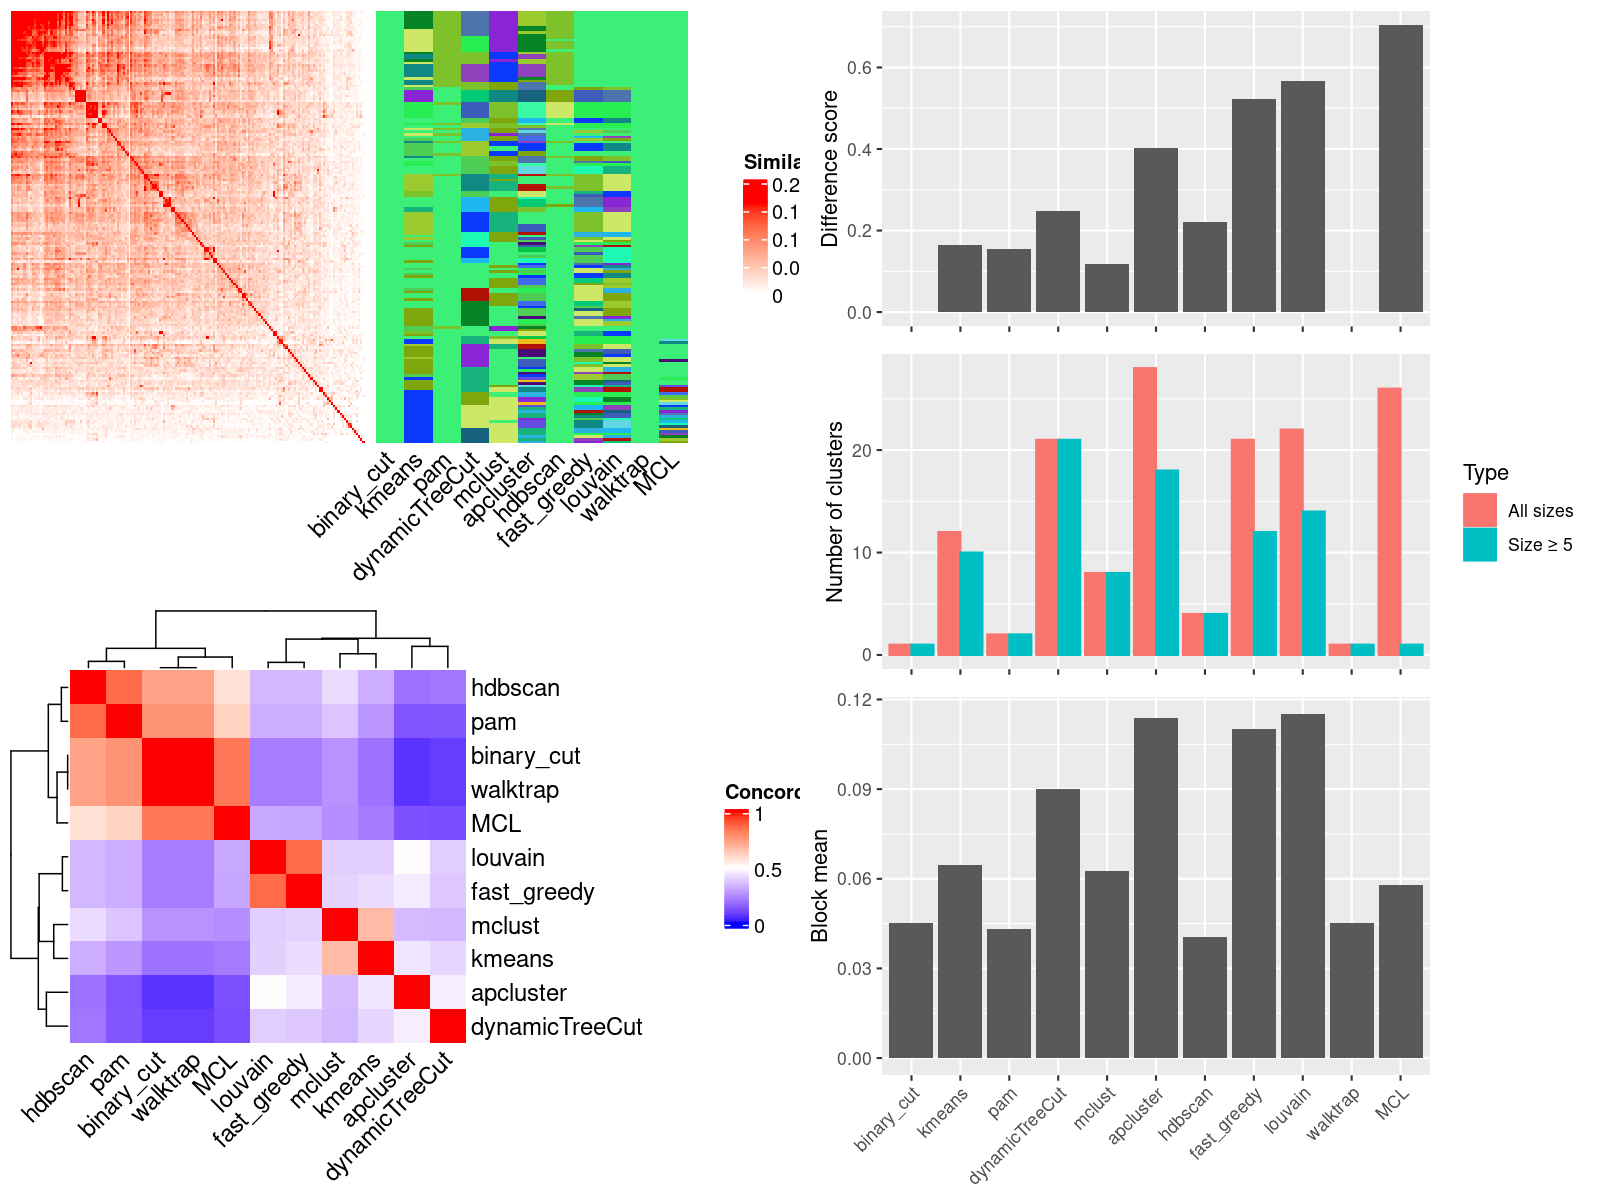 Simila
0.2
0.1
0.1
0.0
0
binary_cut
kmeans
pam
dynamicTreeCut
mclust
apcluster
hdbscan
fast_greedy
louvain
walktrap
MCL
hdbscan
pam
binary_cut
walktrap
MCL
louvain
fast_greedy
mclust
kmeans
apcluster
dynamicTreeCut
hdbscan
pam
binary_cut
walktrap
MCL
louvain
fast_greedy
mclust
kmeans
apcluster
dynamicTreeCut
Concord
1
0.5
0
Difference score
0.6
0.4
0.2
0.0
Number of clusters
20
10
0
Type
All sizes
Size ≥ 5
Block mean
0.12
0.09
0.06
0.03
0.00
binary_cut
kmeans
pam
dynamicTreeCut
mclust
apcluster
hdbscan
fast_greedy
louvain
walktrap
MCL